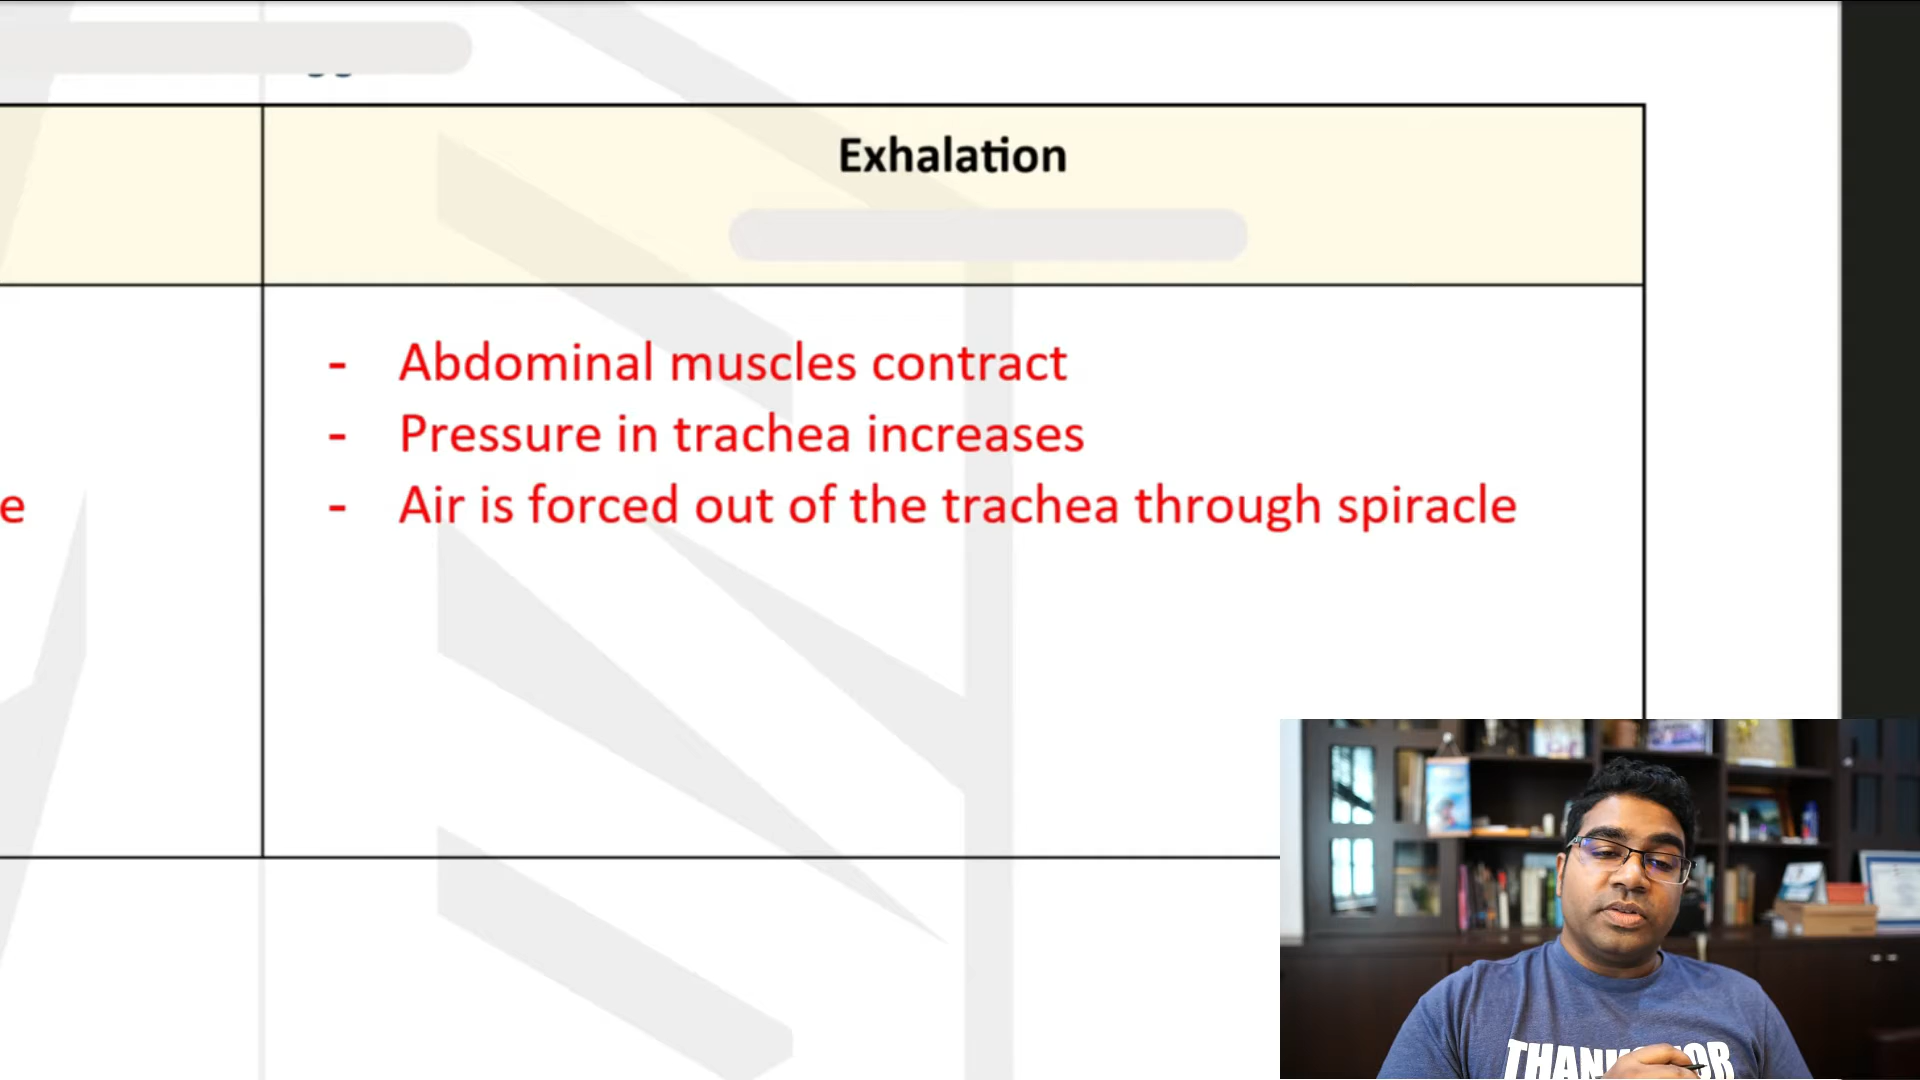 Exhalation
- Abdominal muscles contract
- Pressure in trachea increases
e
- Air is forced out of the trachea through spiracle